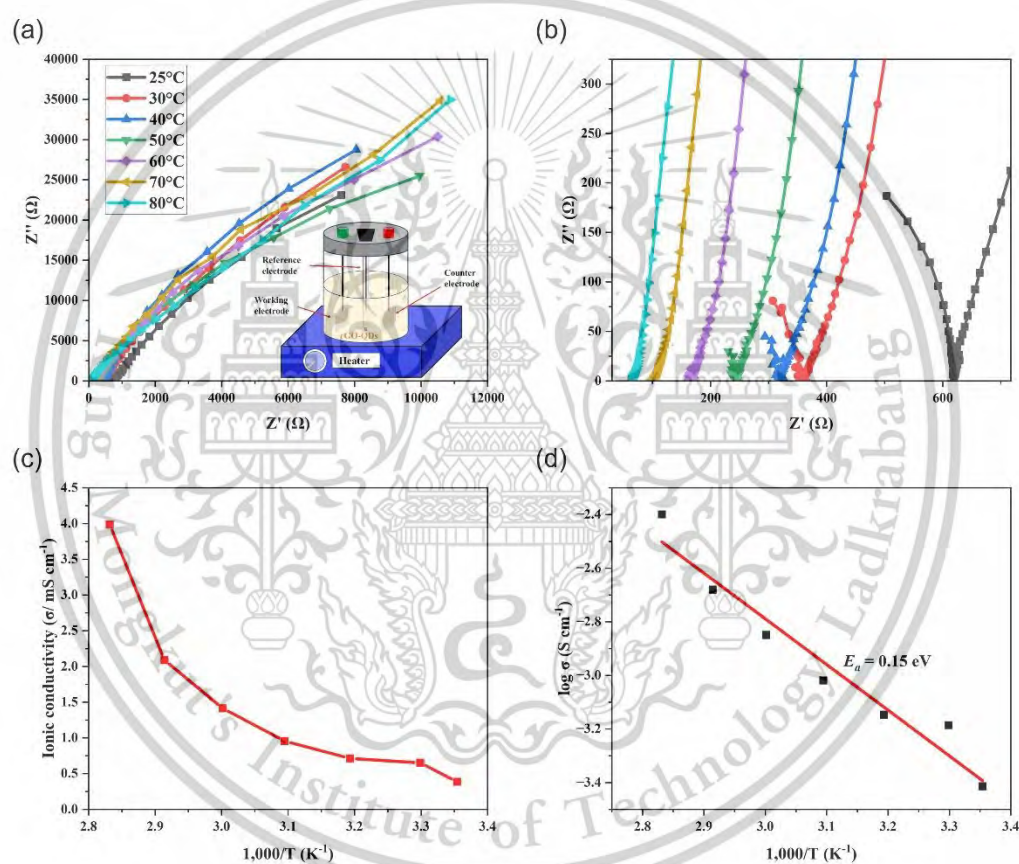 (a)
Z'' (Ω)
40000
35000
30000
25000
20000
15000
10000
5000
0
25°C
30°C
40°C
50°C
60°C
70°C
80°C
Reference
electrode
Counter
electrode
Working
electrode
rGO-QDs
Heater
0 2000 4000 6000 8000 10000 12000
Z' (Ω)
(b)
Z'' (Ω)
300
250
200
150
100
50
0
200 400 600
Z' (Ω)
(c)
Ionic conductivity (σ/ mS cm-1)
4.5
4.0
3.5
3.0
2.5
2.0
1.5
1.0
0.5
0.0
2.8 2.9 3.0 3.1 3.2 3.3 3.4
1,000/T (K-1)
(d)
log σ (S cm-1)
−2.4
−2.6
−2.8
−3.0
−3.2
−3.4
Ea = 0.15 eV
2.8 3.0 3.2 3.4
1,000/T (K-1)
Mongkut's Institute of Technology Ladkrabang